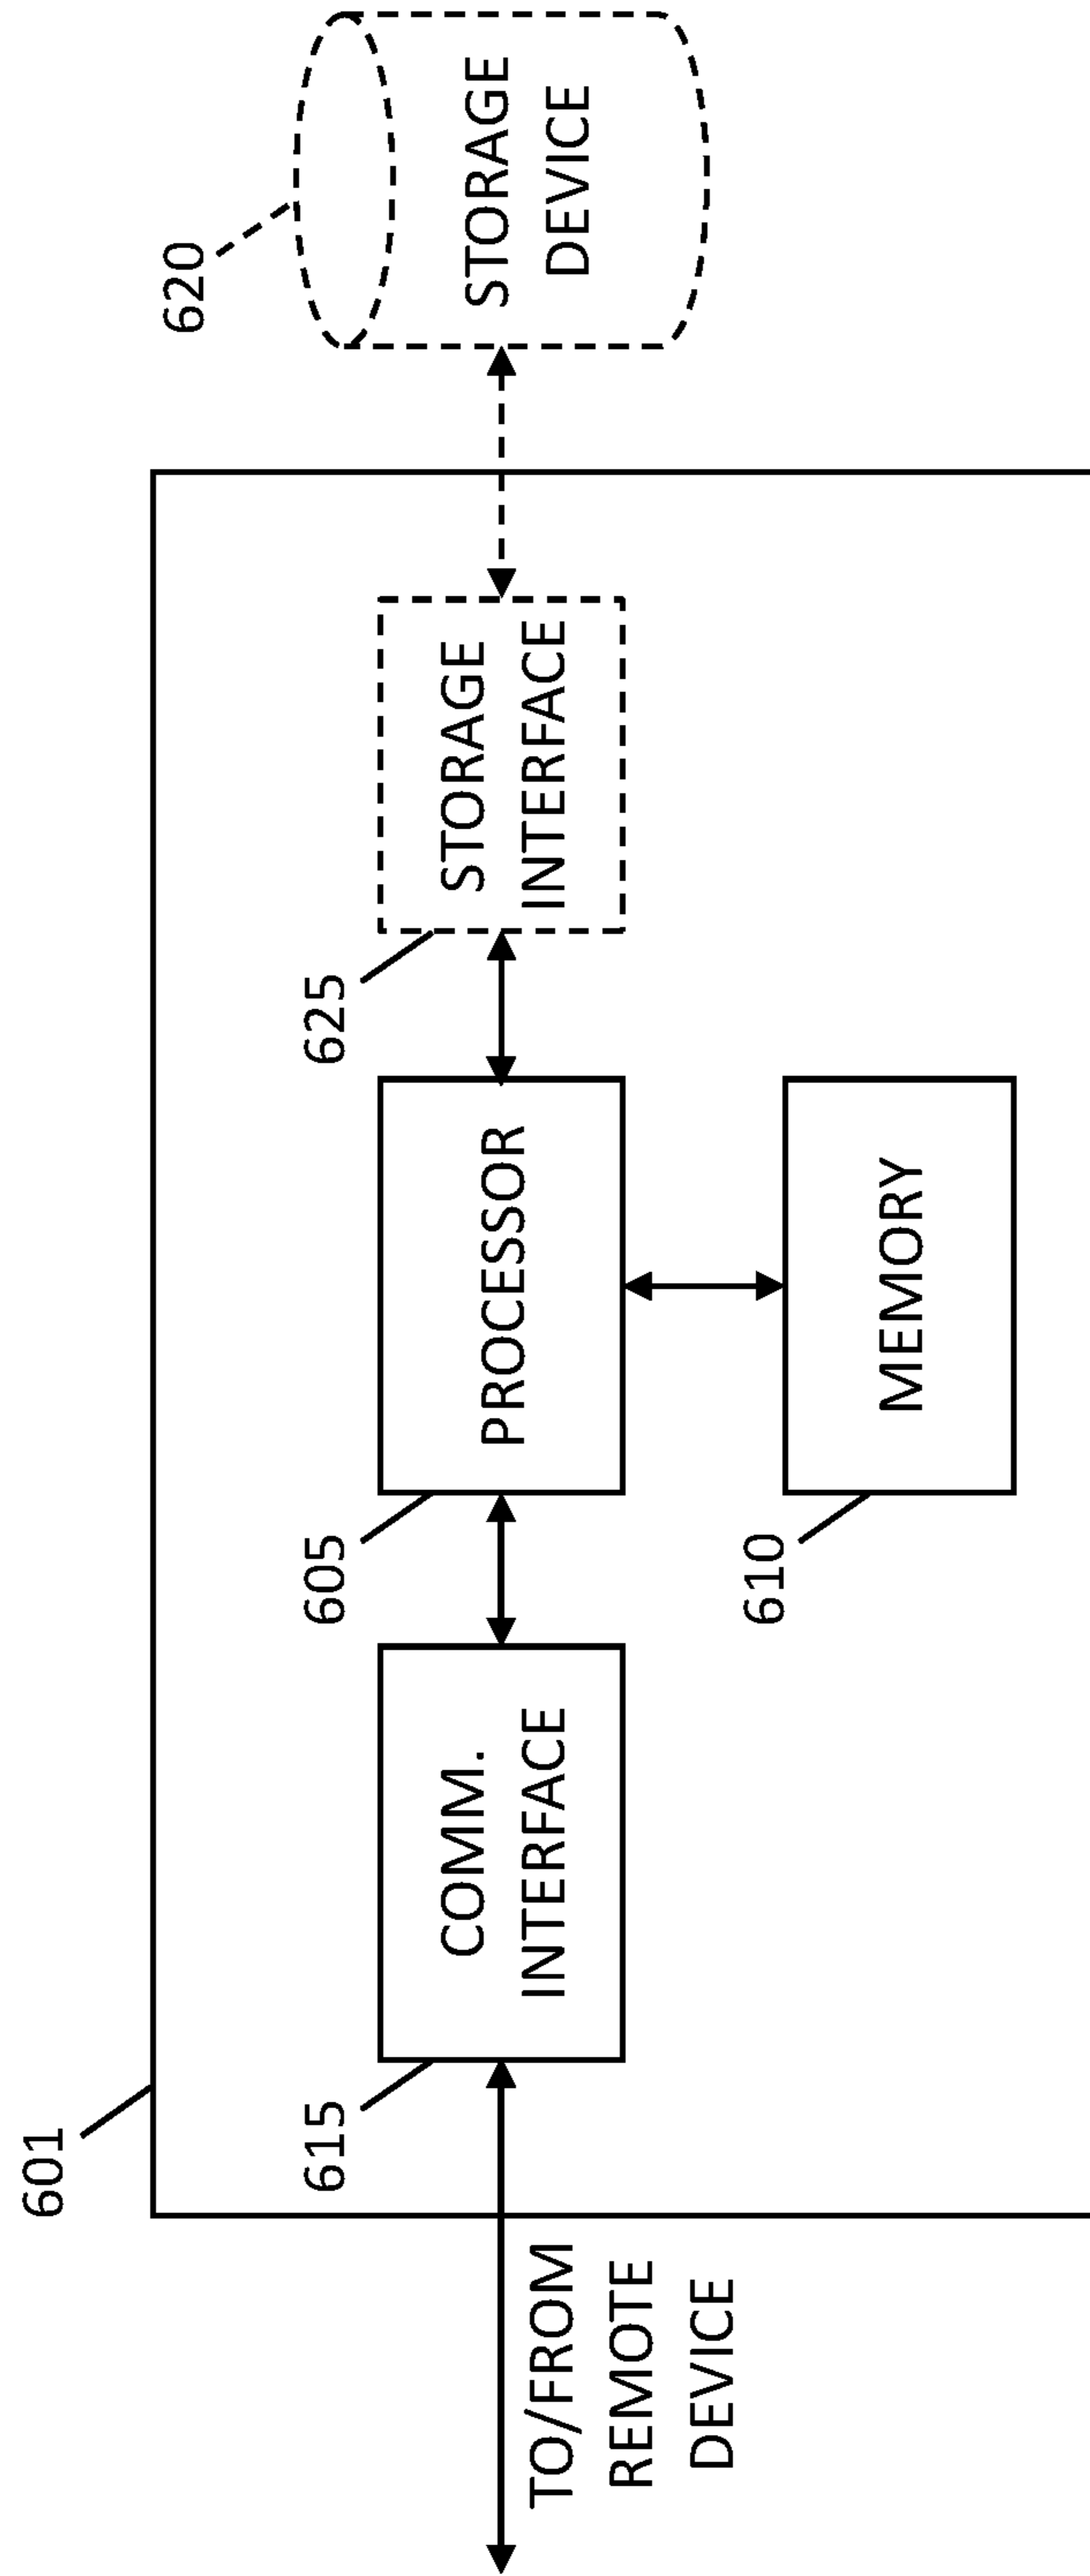 601
TO/FROM
REMOTE
DEVICE
615
COMM.
INTERFACE
605
PROCESSOR
610
MEMORY
625
STORAGE
INTERFACE
620
STORAGE
DEVICE